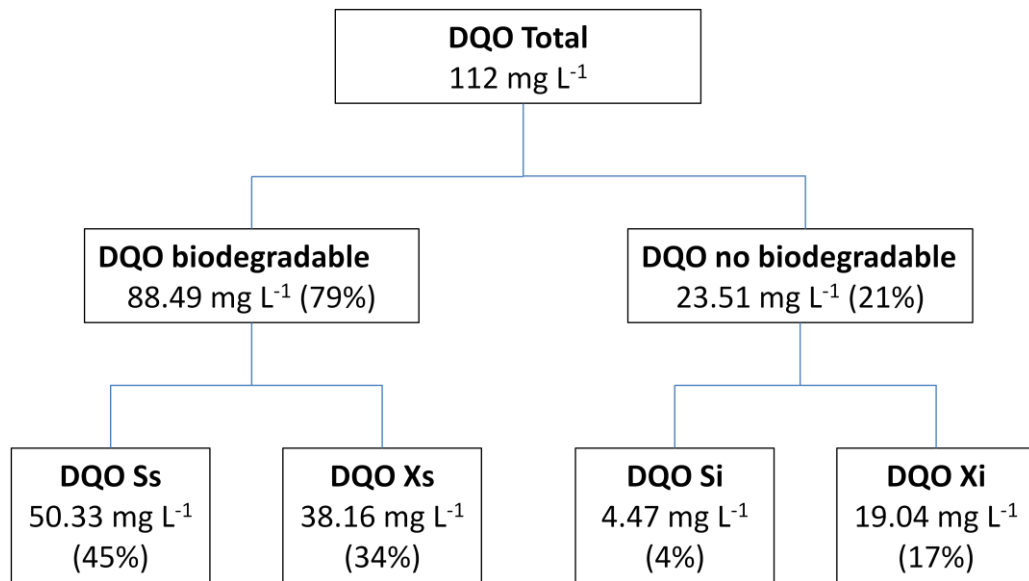 DQO Total
112 mg L⁻¹
DQO biodegradable
88.49 mg L⁻¹ (79%)
DQO no biodegradable
23.51 mg L⁻¹ (21%)
DQO Ss
50.33 mg L⁻¹
(45%)
DQO Xs
38.16 mg L⁻¹
(34%)
DQO Si
4.47 mg L⁻¹
(4%)
DQO Xi
19.04 mg L⁻¹
(17%)